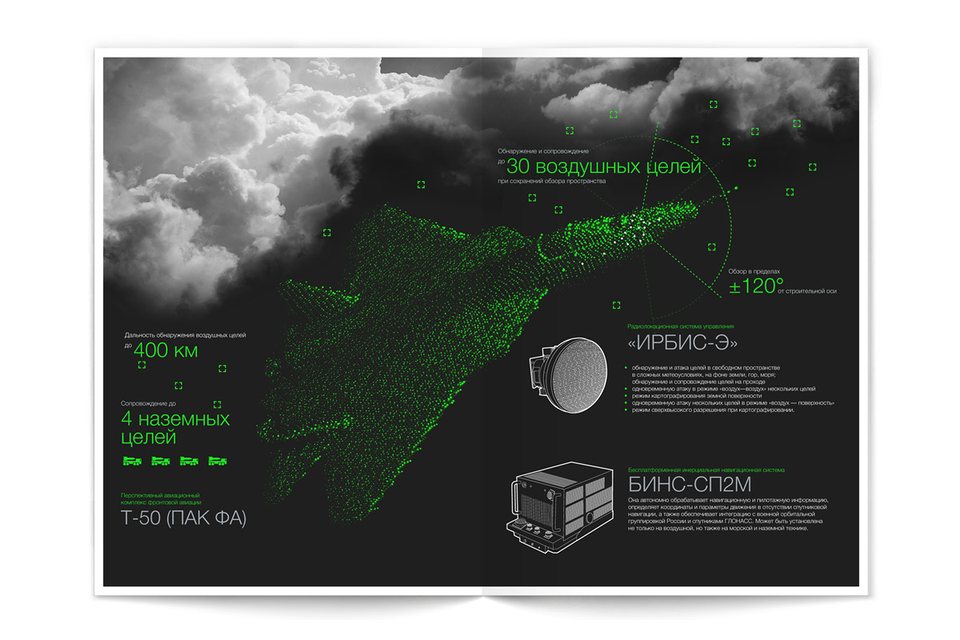 Обнаружение и сопровождение
до 30 воздушных целей
при сохранений обзора пространства
Обзор в пределах
±120° от строительной оси
Дальность обнаружения воздушных целей
до 400 км
Сопровождение до
4 наземных
целей
Перспективный авиационный
комплекс фронтовой авиации
Т-50 (ПАК ФА)
Радиолокационная система управления
«ИРБИС-Э»
обнаружение и атака целей в свободном пространстве
в сложных метеоусловиях, на фоне земли, гор, моря;
обнаружение и сопровождение целей на проходе
одновременную атаку в режиме «воздух—воздух» нескольких целей
режим картографирования земной поверхности
одновременную атаку нескольких целей в режиме «воздух — поверхность»
режим сверхвысокого разрешения при картографировании.
Бесплатформенная инерциальная навигационная система
БИНС-СП2М
Она автономно обрабатывает навигационную и пилотажную информацию,
определяет координаты и параметры движения в отсутствии спутниковой
навигации, а также обеспечивает интеграцию с военной орбитальной
группировкой России и спутниками ГЛОНАСС. Может быть установлена
не только на воздушной, но также на морской и наземной технике.